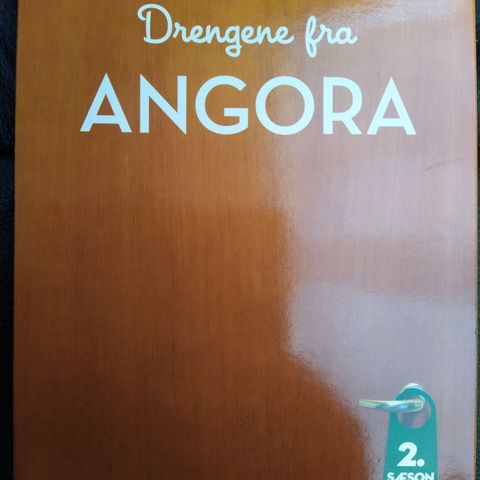 Drengene fra
ANGORA
2.
SÆSON